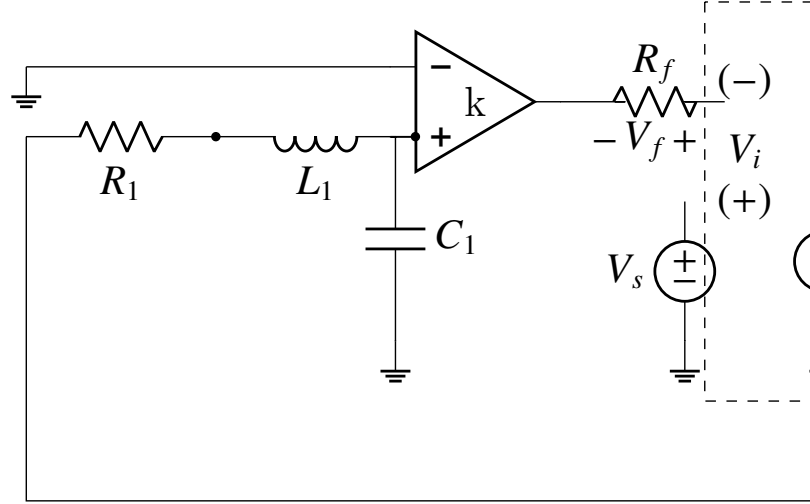 R_f
k
(−)
− V_f +
V_i
R_1
L_1
(+)
C_1
V_s